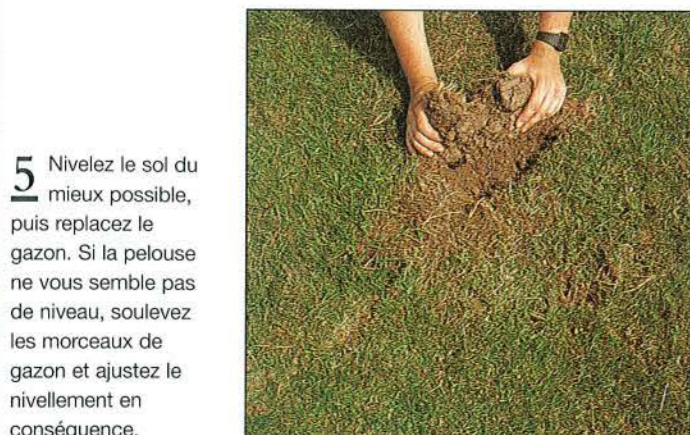 5 Nivelez le sol du
mieux possible,
puis replacez le
gazon. Si la pelouse
ne vous semble pas
de niveau, soulevez
les morceaux de
gazon et ajustez le
nivellement en
conséquence.